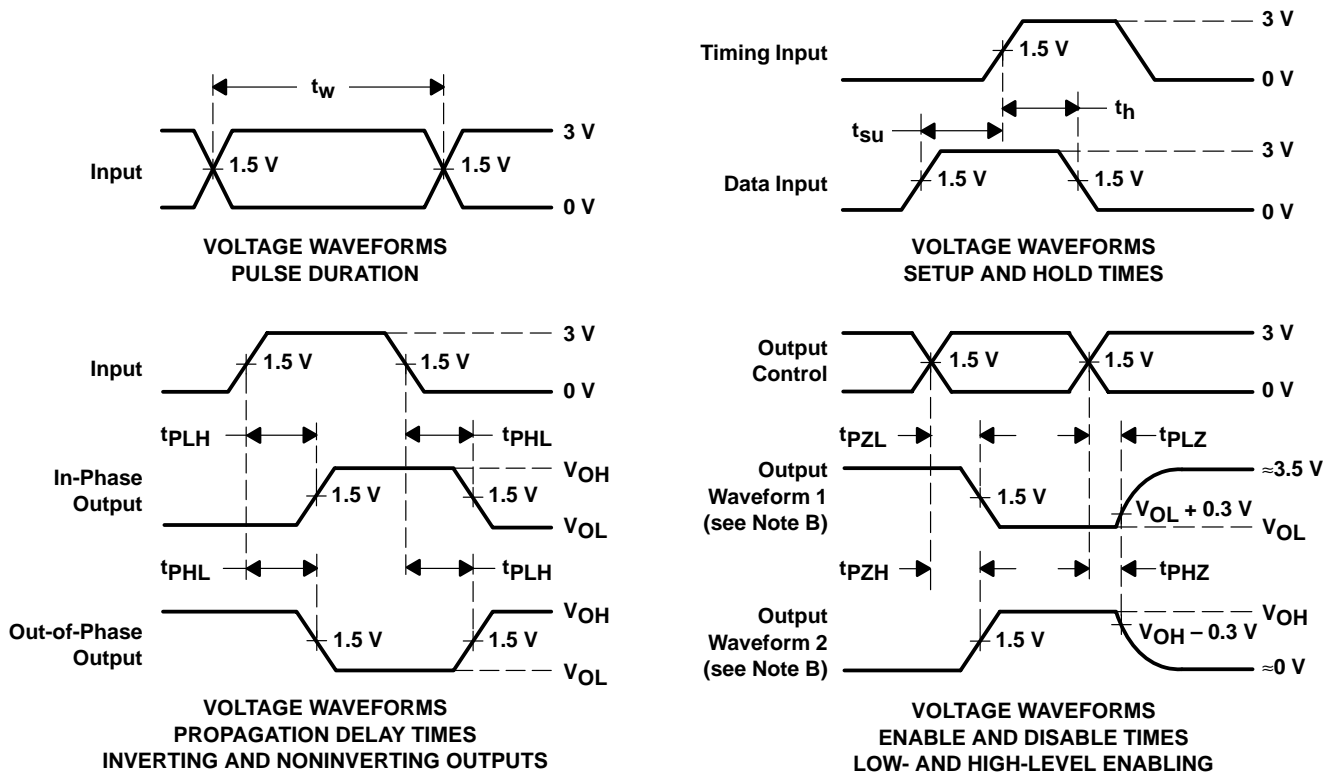 tw
Input
1.5 V
1.5 V
3 V
0 V
VOLTAGE WAVEFORMS
PULSE DURATION
Timing Input
1.5 V
3 V
0 V
th
tsu
Data Input
1.5 V
1.5 V
3 V
0 V
VOLTAGE WAVEFORMS
SETUP AND HOLD TIMES
Input
1.5 V
1.5 V
3 V
0 V
tPLH
tPHL
In-Phase
Output
1.5 V
1.5 V
VOH
VOL
tPHL
tPLH
Out-of-Phase
Output
1.5 V
1.5 V
VOH
VOL
VOLTAGE WAVEFORMS
PROPAGATION DELAY TIMES
INVERTING AND NONINVERTING OUTPUTS
Output
Control
1.5 V
1.5 V
3 V
0 V
tPZL
tPLZ
Output
Waveform 1
(see Note B)
1.5 V
VOL + 0.3 V
≈3.5 V
VOL
tPZH
tPHZ
Output
Waveform 2
(see Note B)
1.5 V
VOH – 0.3 V
VOH
≈0 V
VOLTAGE WAVEFORMS
ENABLE AND DISABLE TIMES
LOW- AND HIGH-LEVEL ENABLING